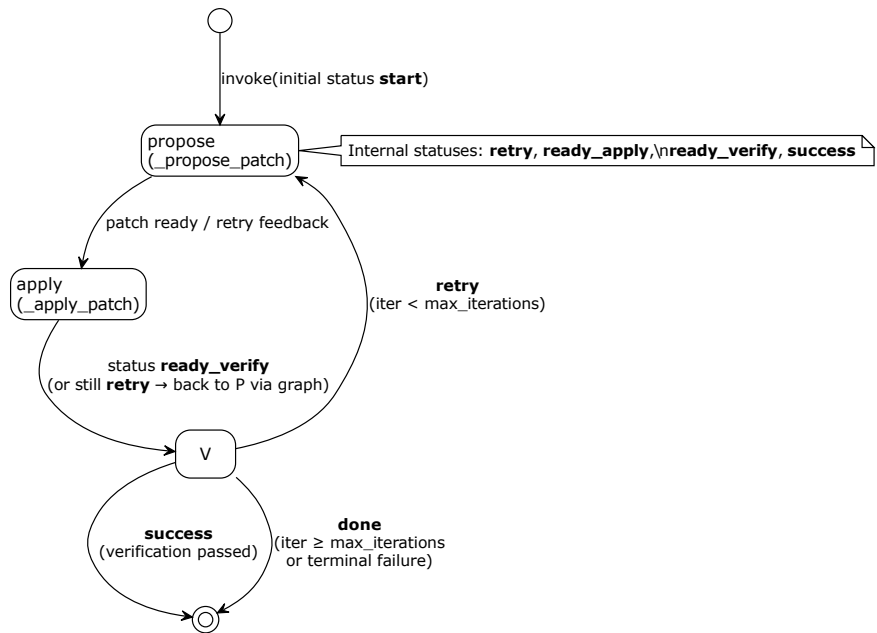 invoke(initial status start)
propose
(_propose_patch)
Internal statuses: retry, ready_apply,\nready_verify, success
patch ready / retry feedback
apply
(_apply_patch)
retry
(iter < max_iterations)
status ready_verify
(or still retry → back to P via graph)
V
success
(verification passed)
done
(iter ≥ max_iterations
or terminal failure)